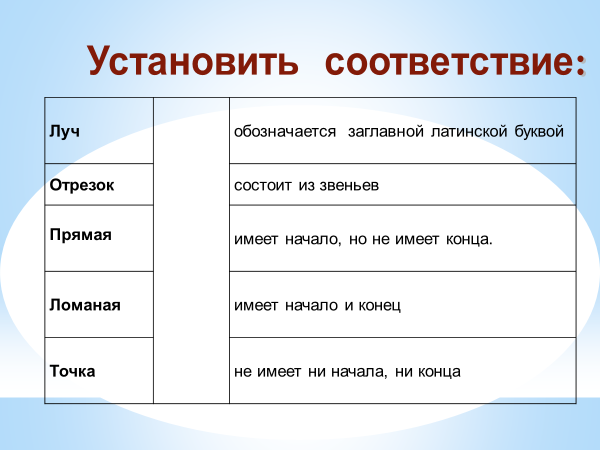 Установить соответствие:
Луч
обозначается заглавной латинской буквой
Отрезок
состоит из звеньев
Прямая
имеет начало, но не имеет конца.
Ломаная
имеет начало и конец
Точка
не имеет ни начала, ни конца